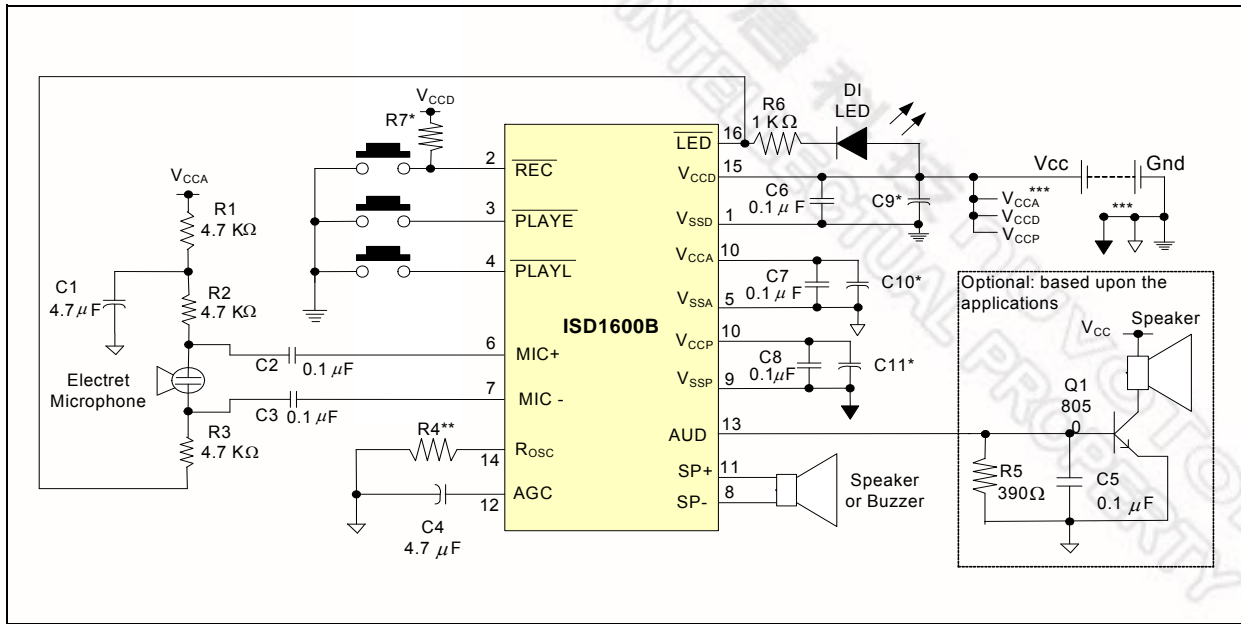 VCCD
R7*
VCCA
R1
4.7 KΩ
C1
4.7 µF
R2
4.7 KΩ
Electret
Microphone
R3
4.7 KΩ
C2
0.1 µF
C3
0.1 µF
R4**
C4
4.7 µF
2
3
4
6
7
14
12
REC
PLAYE
PLAYL
MIC+
MIC -
ROSC
AGC
ISD1600B
LED
VCCD
VSSD
VCCA
VSSA
VCCP
VSSP
AUD
SP+
SP-
16
15
1
10
5
10
9
13
11
8
R6
1 KΩ
DI
LED
C6
0.1 µF
C9*
C7
0.1 µF
C10*
C8
0.1µF
C11*
Vcc
Gnd
VCCA***
VCCD
VCCP
***
Speaker
or Buzzer
Optional: based upon the
applications
Speaker
VCC
Q1
805
0
R5
390Ω
C5
0.1 µF
INTELLECTUAL PROPERTY